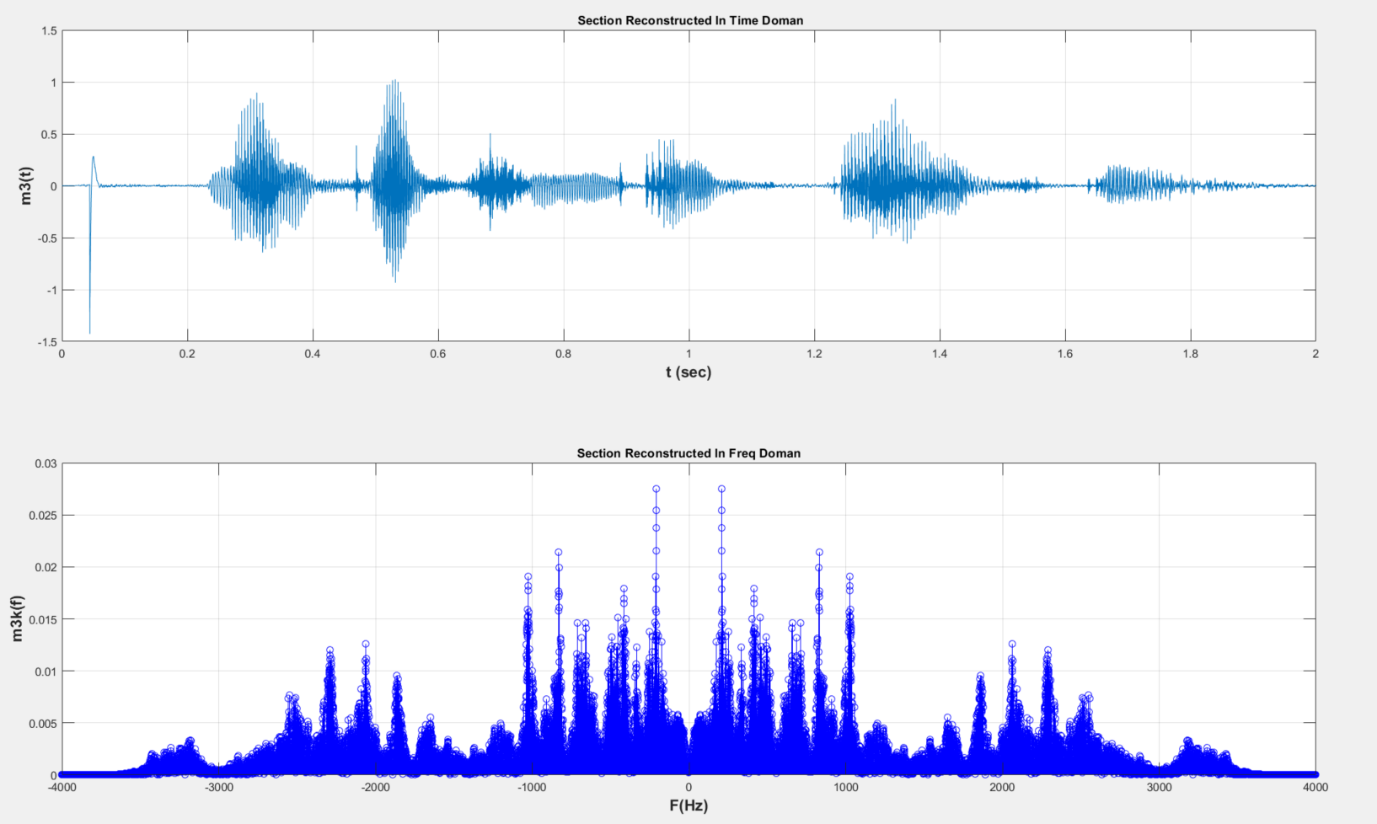 Section Reconstructed In Time Doman
1.5
1
0.5
0
-0.5
-1
-1.5
m3(t)
0 0.2 0.4 0.6 0.8 1 1.2 1.4 1.6 1.8 2
t (sec)
Section Reconstructed In Freq Doman
0.03
0.025
0.02
0.015
0.01
0.005
0
m3k(f)
-4000 -3000 -2000 -1000 0 1000 2000 3000 4000
F(Hz)